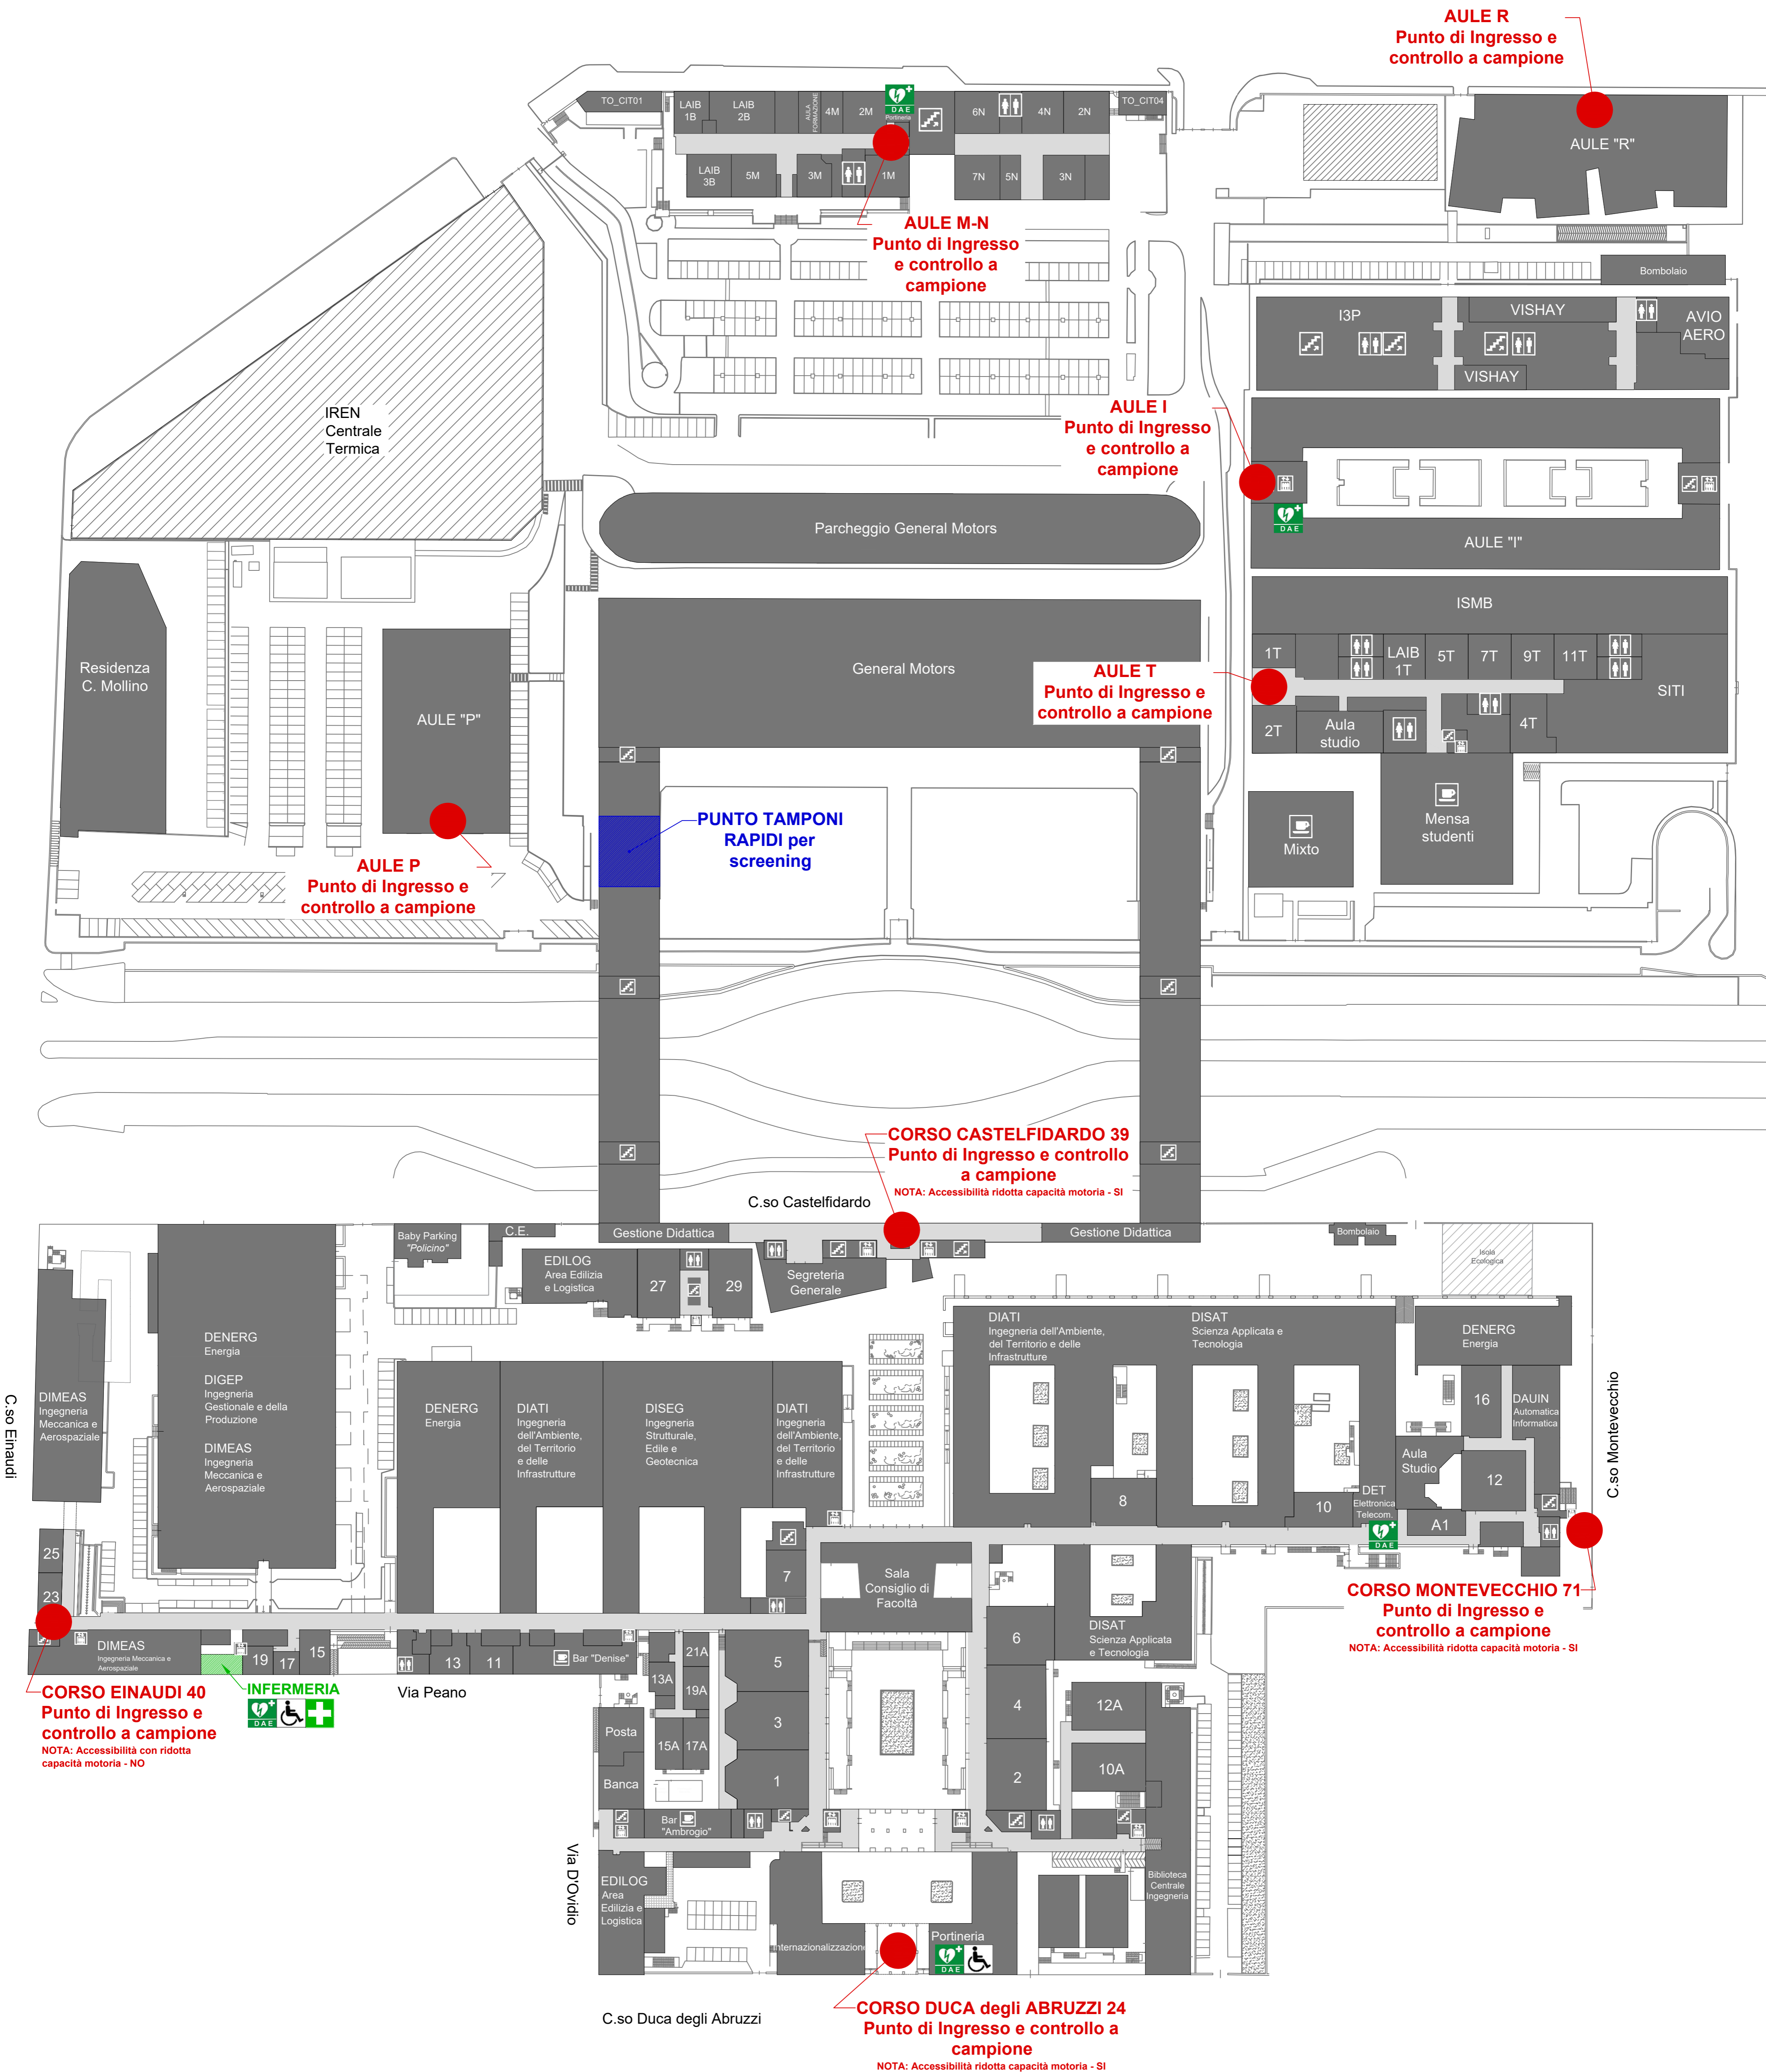 AULE R
Punto di Ingresso e
controllo a campione
TO_CIT01
LAIB
1B
LAIB
2B
AULA
FORMAZIONE
4M
2M
DAE
Portineria
6N
4N
2N
TO_CIT04
AULE "R"
LAIB
3B
5M
3M
1M
7N
5N
3N
AULE M-N
Punto di Ingresso
e controllo a
campione
Bombolaio
I3P
VISHAY
AVIO
AERO
VISHAY
IREN
Centrale
Termica
AULE I
Punto di Ingresso
e controllo a
campione
DAE
Parcheggio General Motors
AULE "I"
ISMB
Residenza
C. Mollino
AULE "P"
General Motors
AULE T
Punto di Ingresso e
controllo a campione
1T
LAIB
1T
5T
7T
9T
11T
SITI
2T
Aula
studio
4T
PUNTO TAMPONI
RAPIDI per
screening
Mixto
Mensa
studenti
AULE P
Punto di Ingresso e
controllo a campione
CORSO CASTELFIDARDO 39
Punto di Ingresso e controllo
a campione
NOTA: Accessibilità ridotta capacità motoria - SI
C.so Castelfidardo
Baby Parking
"Policino"
C.E.
Gestione Didattica
Gestione Didattica
Bombolaio
Isola
Ecologica
EDILOG
Area Edilizia
e Logistica
27
29
Segreteria
Generale
DENERG
Energia
DIGEP
Ingegneria
Gestionale e della
Produzione
DIMEAS
Ingegneria
Meccanica e
Aerospaziale
DIATI
Ingegneria dell'Ambiente,
del Territorio e delle
Infrastrutture
DISAT
Scienza Applicata e
Tecnologia
DENERG
Energia
C.so Einaudi
DIMEAS
Ingegneria
Meccanica e
Aerospaziale
DENERG
Energia
DIATI
Ingegneria
dell'Ambiente,
del Territorio
e delle
Infrastrutture
DISEG
Ingegneria
Strutturale,
Edile e
Geotecnica
DIATI
Ingegneria
dell'Ambiente,
del Territorio
e delle
Infrastrutture
16
DAUIN
Automatica
Informatica
C.so Montevecchio
Aula
Studio
12
8
10
DET
Elettronica
Telecom.
DAE
A1
25
23
7
Sala
Consiglio di
Facoltà
CORSO MONTEVECCHIO 71
Punto di Ingresso e
controllo a campione
NOTA: Accessibilità ridotta capacità motoria - SI
DIMEAS
Ingegneria Meccanica e
Aerospaziale
19
17
15
13
11
Bar "Denise"
21A
13A
19A
5
6
DISAT
Scienza Applicata
e Tecnologia
CORSO EINAUDI 40
Punto di Ingresso e
controllo a campione
NOTA: Accessibilità con ridotta
capacità motoria - NO
INFERMERIA
DAE
Via Peano
Posta
15A
17A
3
4
12A
Banca
1
2
10A
Bar
"Ambrogio"
Via D'Ovidio
EDILOG
Area
Edilizia e
Logistica
Biblioteca
Centrale
Ingegneria
Internazionalizzazione
Portineria
DAE
C.so Duca degli Abruzzi
CORSO DUCA degli ABRUZZI 24
Punto di Ingresso e controllo a
campione
NOTA: Accessibilità ridotta capacità motoria - SI